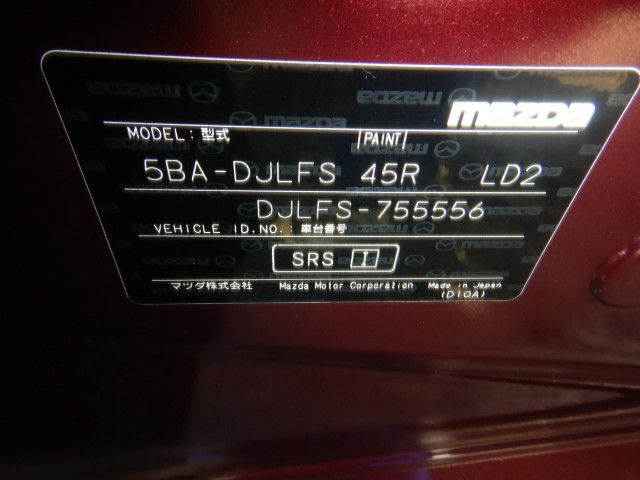 mazda
MODEL：型式 PAINT
5BA-DJLFS 45R LD2
DJLFS-755556
VEHICLE ID.NO.：車台番号
SRS I
マツダ株式会社 Mazda Motor Corporation Made in Japan
(D10A)